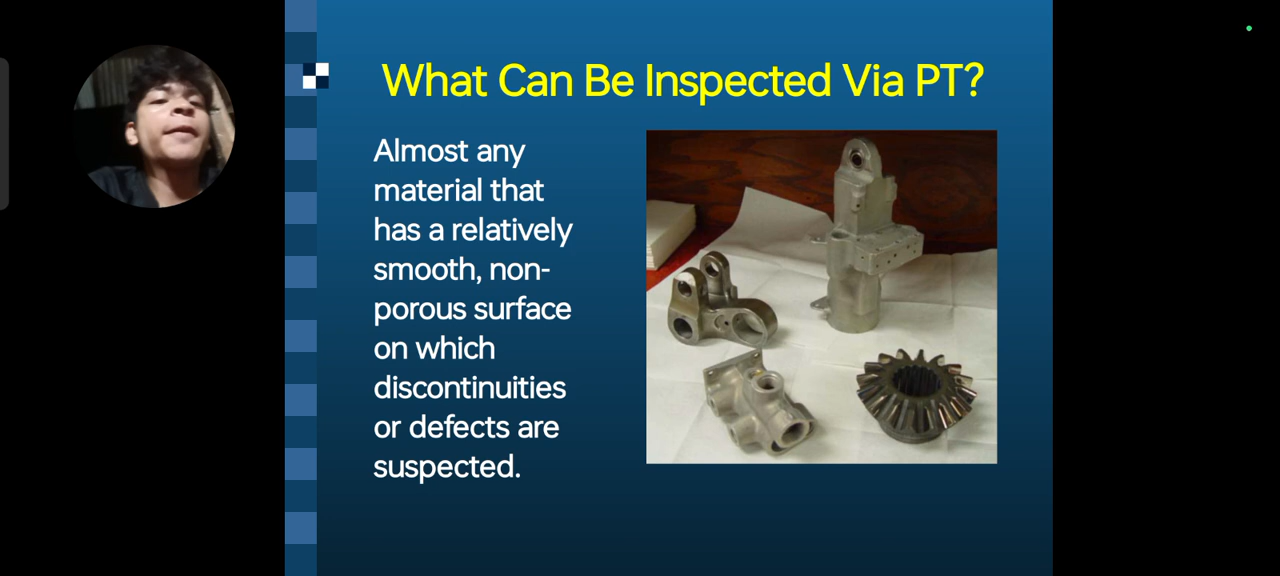 What Can Be Inspected Via PT?
Almost any
material that
has a relatively
smooth, non-
porous surface
on which
discontinuities
or defects are
suspected.